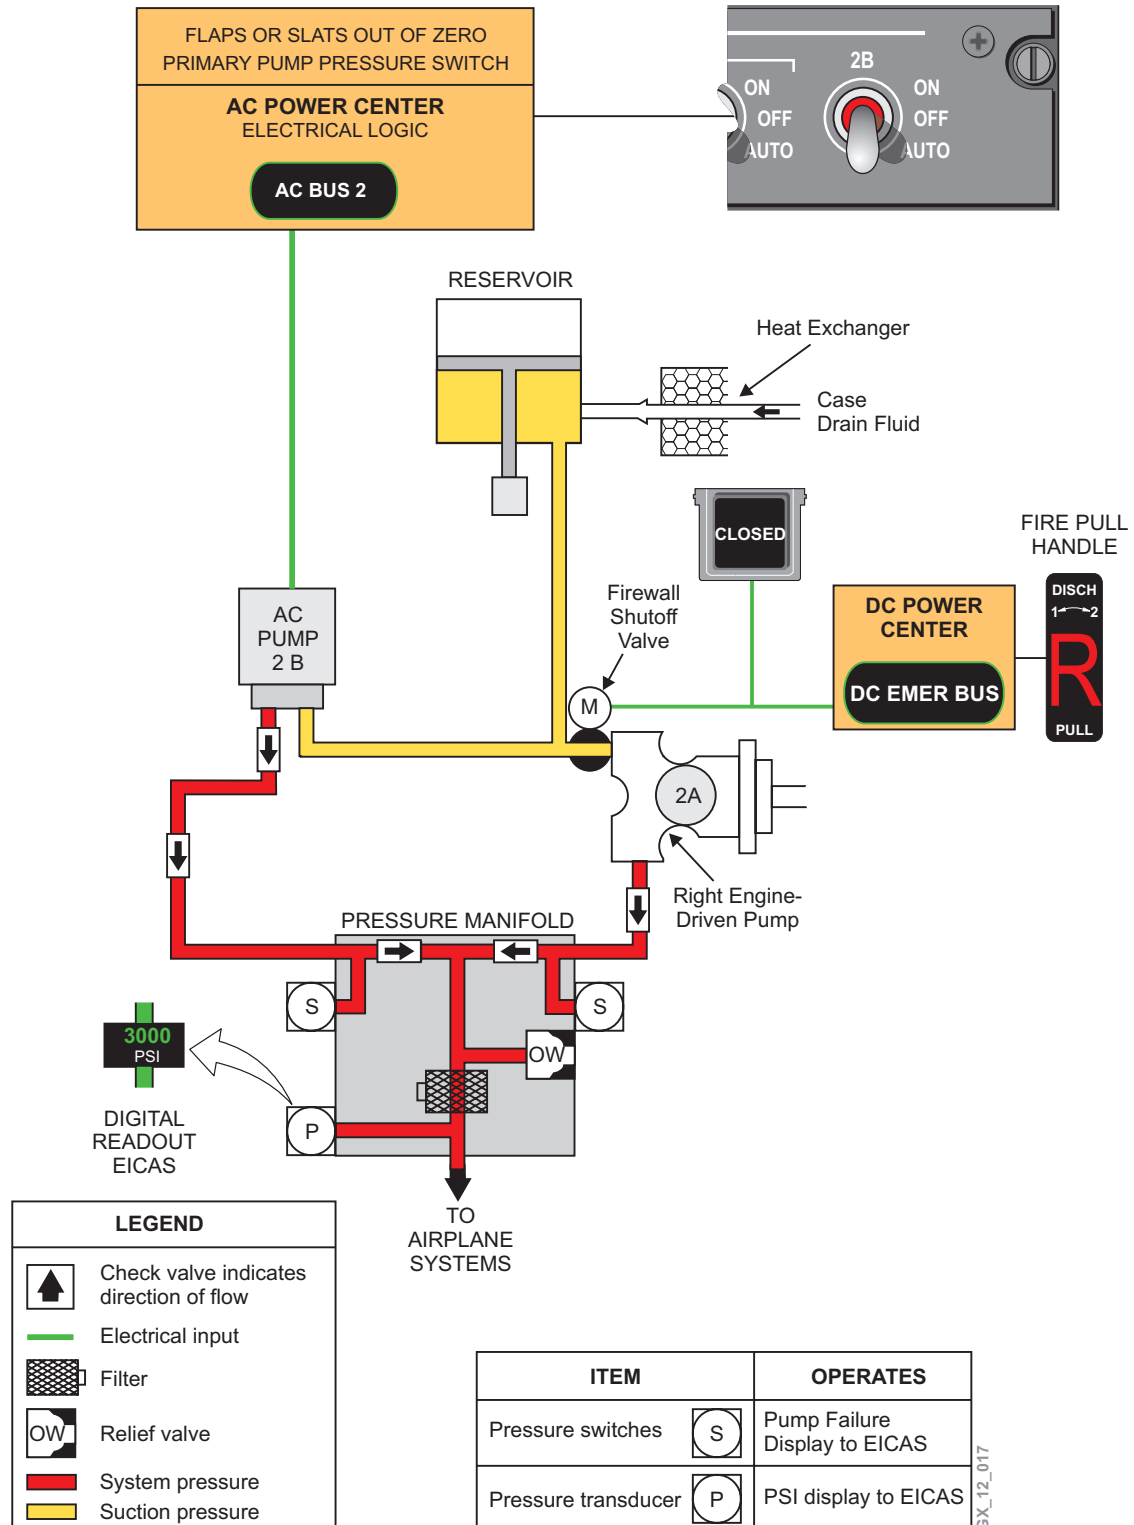 FLAPS OR SLATS OUT OF ZERO
PRIMARY PUMP PRESSURE SWITCH
AC POWER CENTER
ELECTRICAL LOGIC
AC BUS 2
2B
ON
OFF
AUTO
ON
OFF
AUTO
RESERVOIR
Heat Exchanger
Case
Drain Fluid
CLOSED
FIRE PULL
HANDLE
DISCH
1 2
R
PULL
DC POWER
CENTER
DC EMER BUS
Firewall
Shutoff
Valve
M
AC
PUMP
2 B
2A
Right Engine-
Driven Pump
PRESSURE MANIFOLD
S
S
OW
3000
PSI
P
DIGITAL
READOUT
EICAS
TO
AIRPLANE
SYSTEMS
LEGEND
Check valve indicates
direction of flow
Electrical input
Filter
OW
Relief valve
System pressure
Suction pressure
ITEM
OPERATES
Pressure switches
S
Pump Failure
Display to EICAS
Pressure transducer
P
PSI display to EICAS
GX_12_017